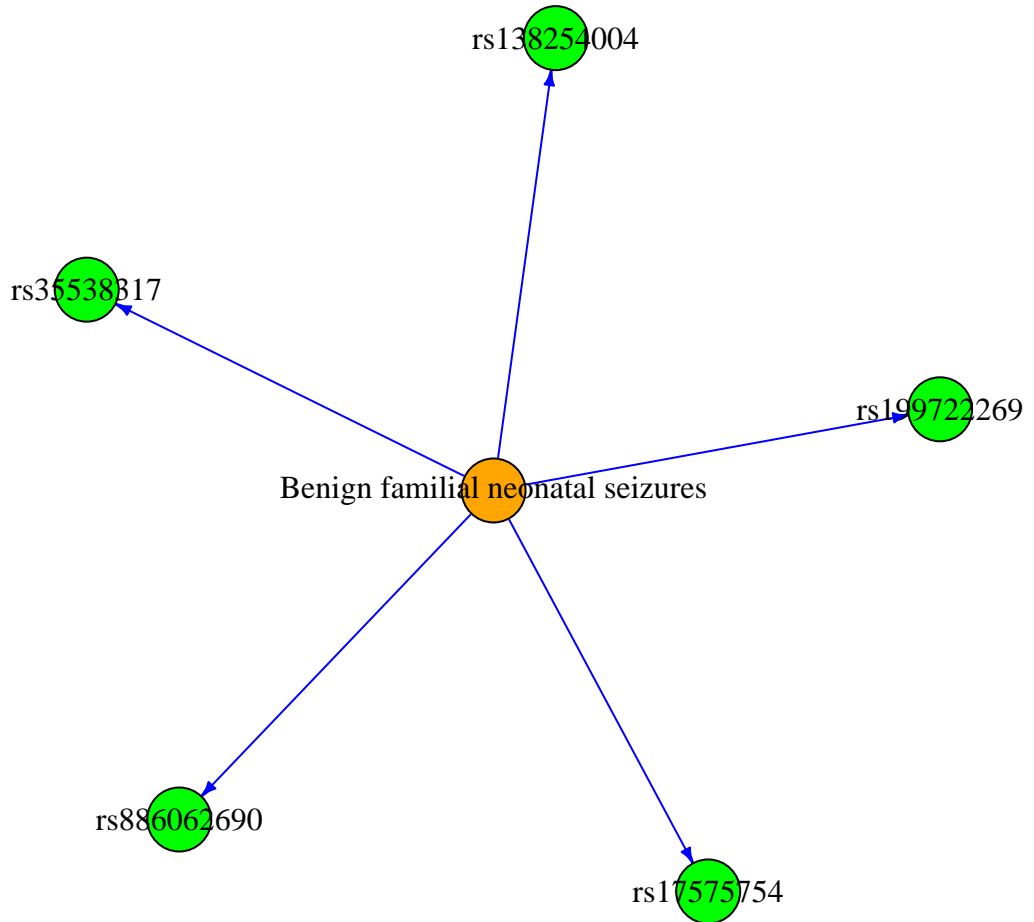 rs138254004
rs35538317
rs199722269
Benign familial neonatal seizures
rs886062690
rs17575754